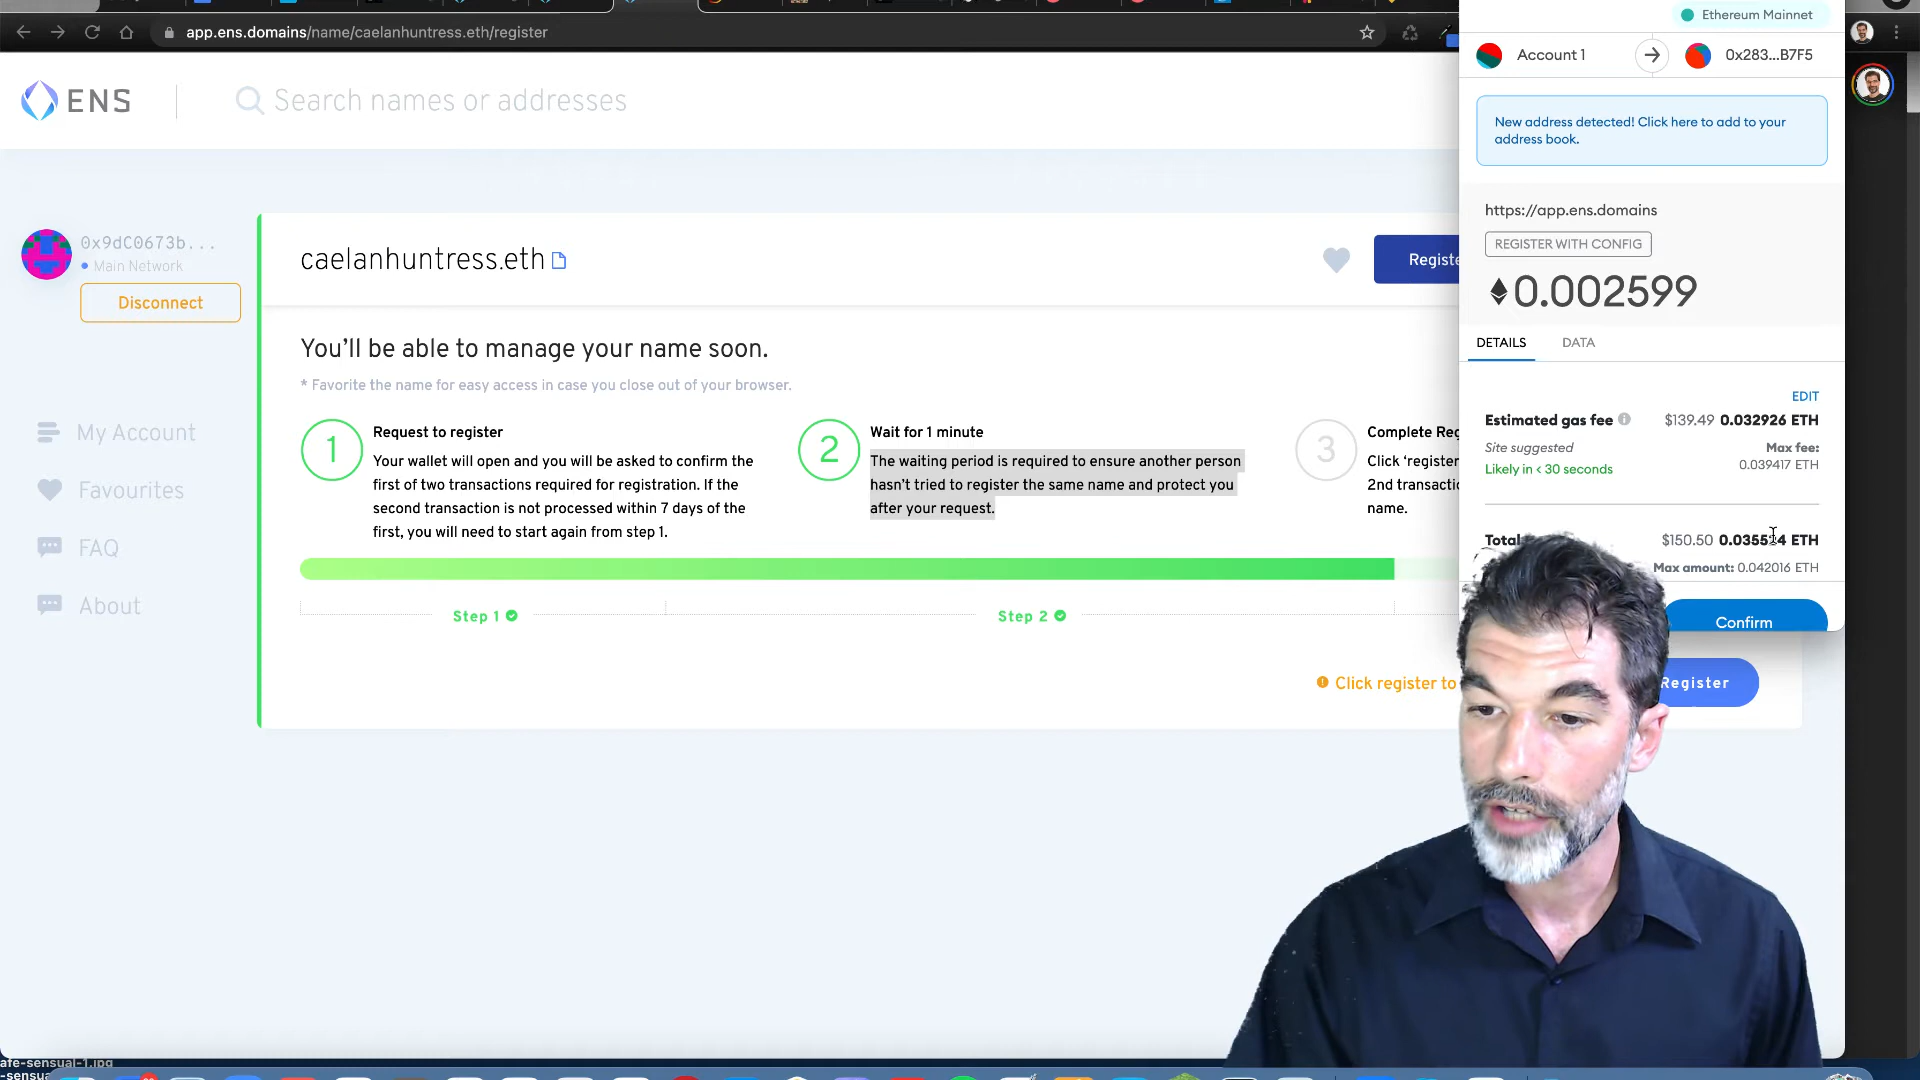 app.ens.domains/name/caelanhuntress.eth/register
Ethereum Mainnet
Account 1
0x283...B7F5
ENS
Search names or addresses
New address detected! Click here to add to your
address book.
https://app.ens.domains
REGISTER WITH CONFIG
0.002599
DETAILS
DATA
EDIT
Estimated gas fee
$139.49 0.032926 ETH
Site suggested
Max fee:
Likely in < 30 seconds
0.039417 ETH
Total
$150.50
ETH
Max amount: 0.042016 ETH
Confirm
0x9dC0673b...
Main Network
Disconnect
My Account
Favourites
FAQ
About
caelanhuntress.eth
Registe
You'll be able to manage your name soon.
* Favorite the name for easy access in case you close out of your browser.
1
Request to register
Your wallet will open and you will be asked to confirm the
first of two transactions required for registration. If the
second transaction is not processed within 7 days of the
first, you will need to start again from step 1.
2
Wait for 1 minute
The waiting period is required to ensure another person
hasn't tried to register the same name and protect you
after your request.
3
Complete Reg
Click 'register
2nd transactio
name.
Step 1
Step 2
Click register to
Register
afe-sensual-1.jpg
-sensua